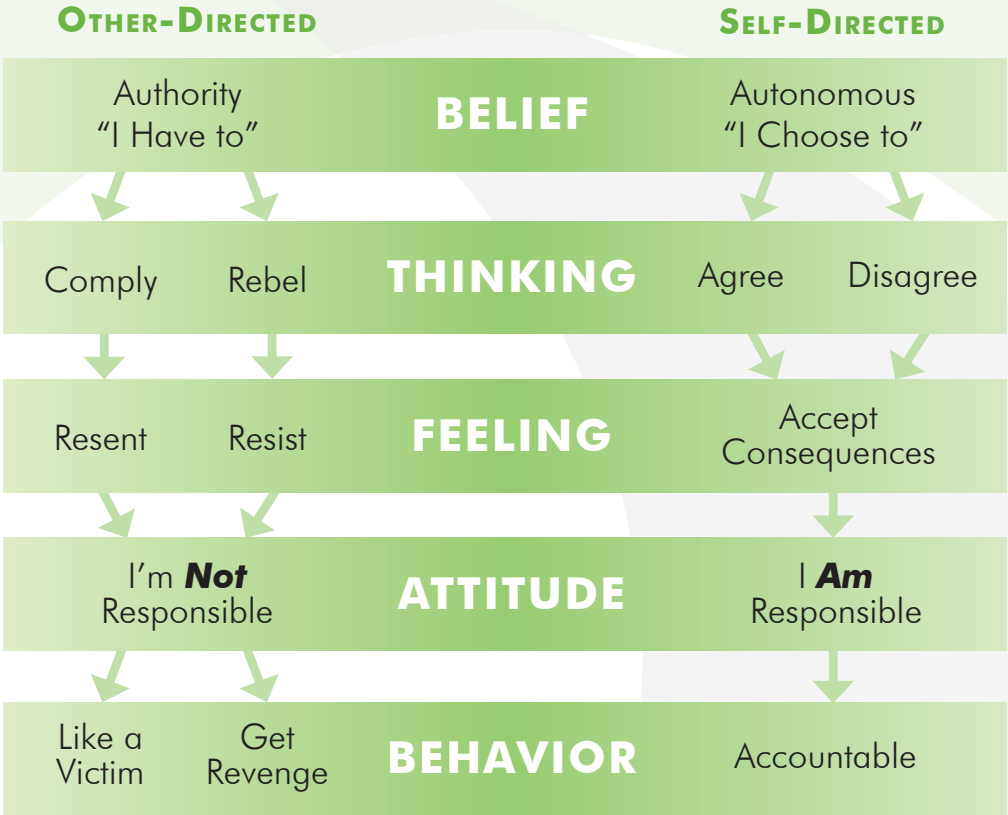 OTHER-DIRECTED
SELF-DIRECTED
Authority
"I Have to"
BELIEF
Autonomous
"I Choose to"
Comply
Rebel
THINKING
Agree
Disagree
Resent
Resist
FEELING
Accept
Consequences
I'm Not
Responsible
ATTITUDE
I Am
Responsible
Like a
Victim
Get
Revenge
BEHAVIOR
Accountable